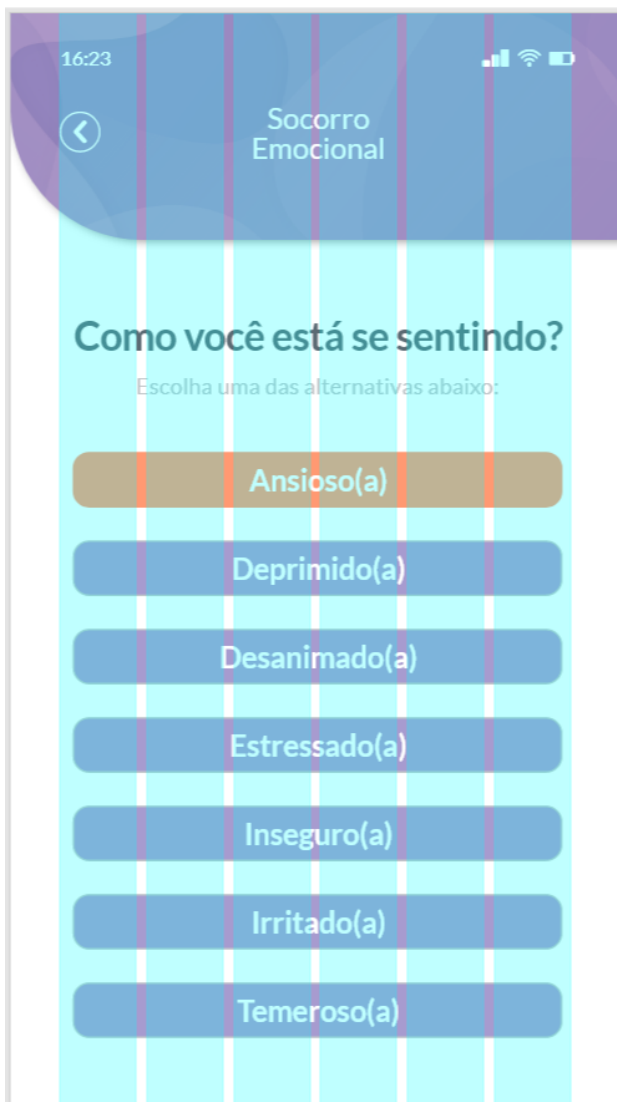 16:23
Socorro
Emocional
Como você está se sentindo?
Escolha uma das alternativas abaixo:
Ansioso(a)
Deprimido(a)
Desanimado(a)
Estressado(a)
Inseguro(a)
Irritado(a)
Temeroso(a)